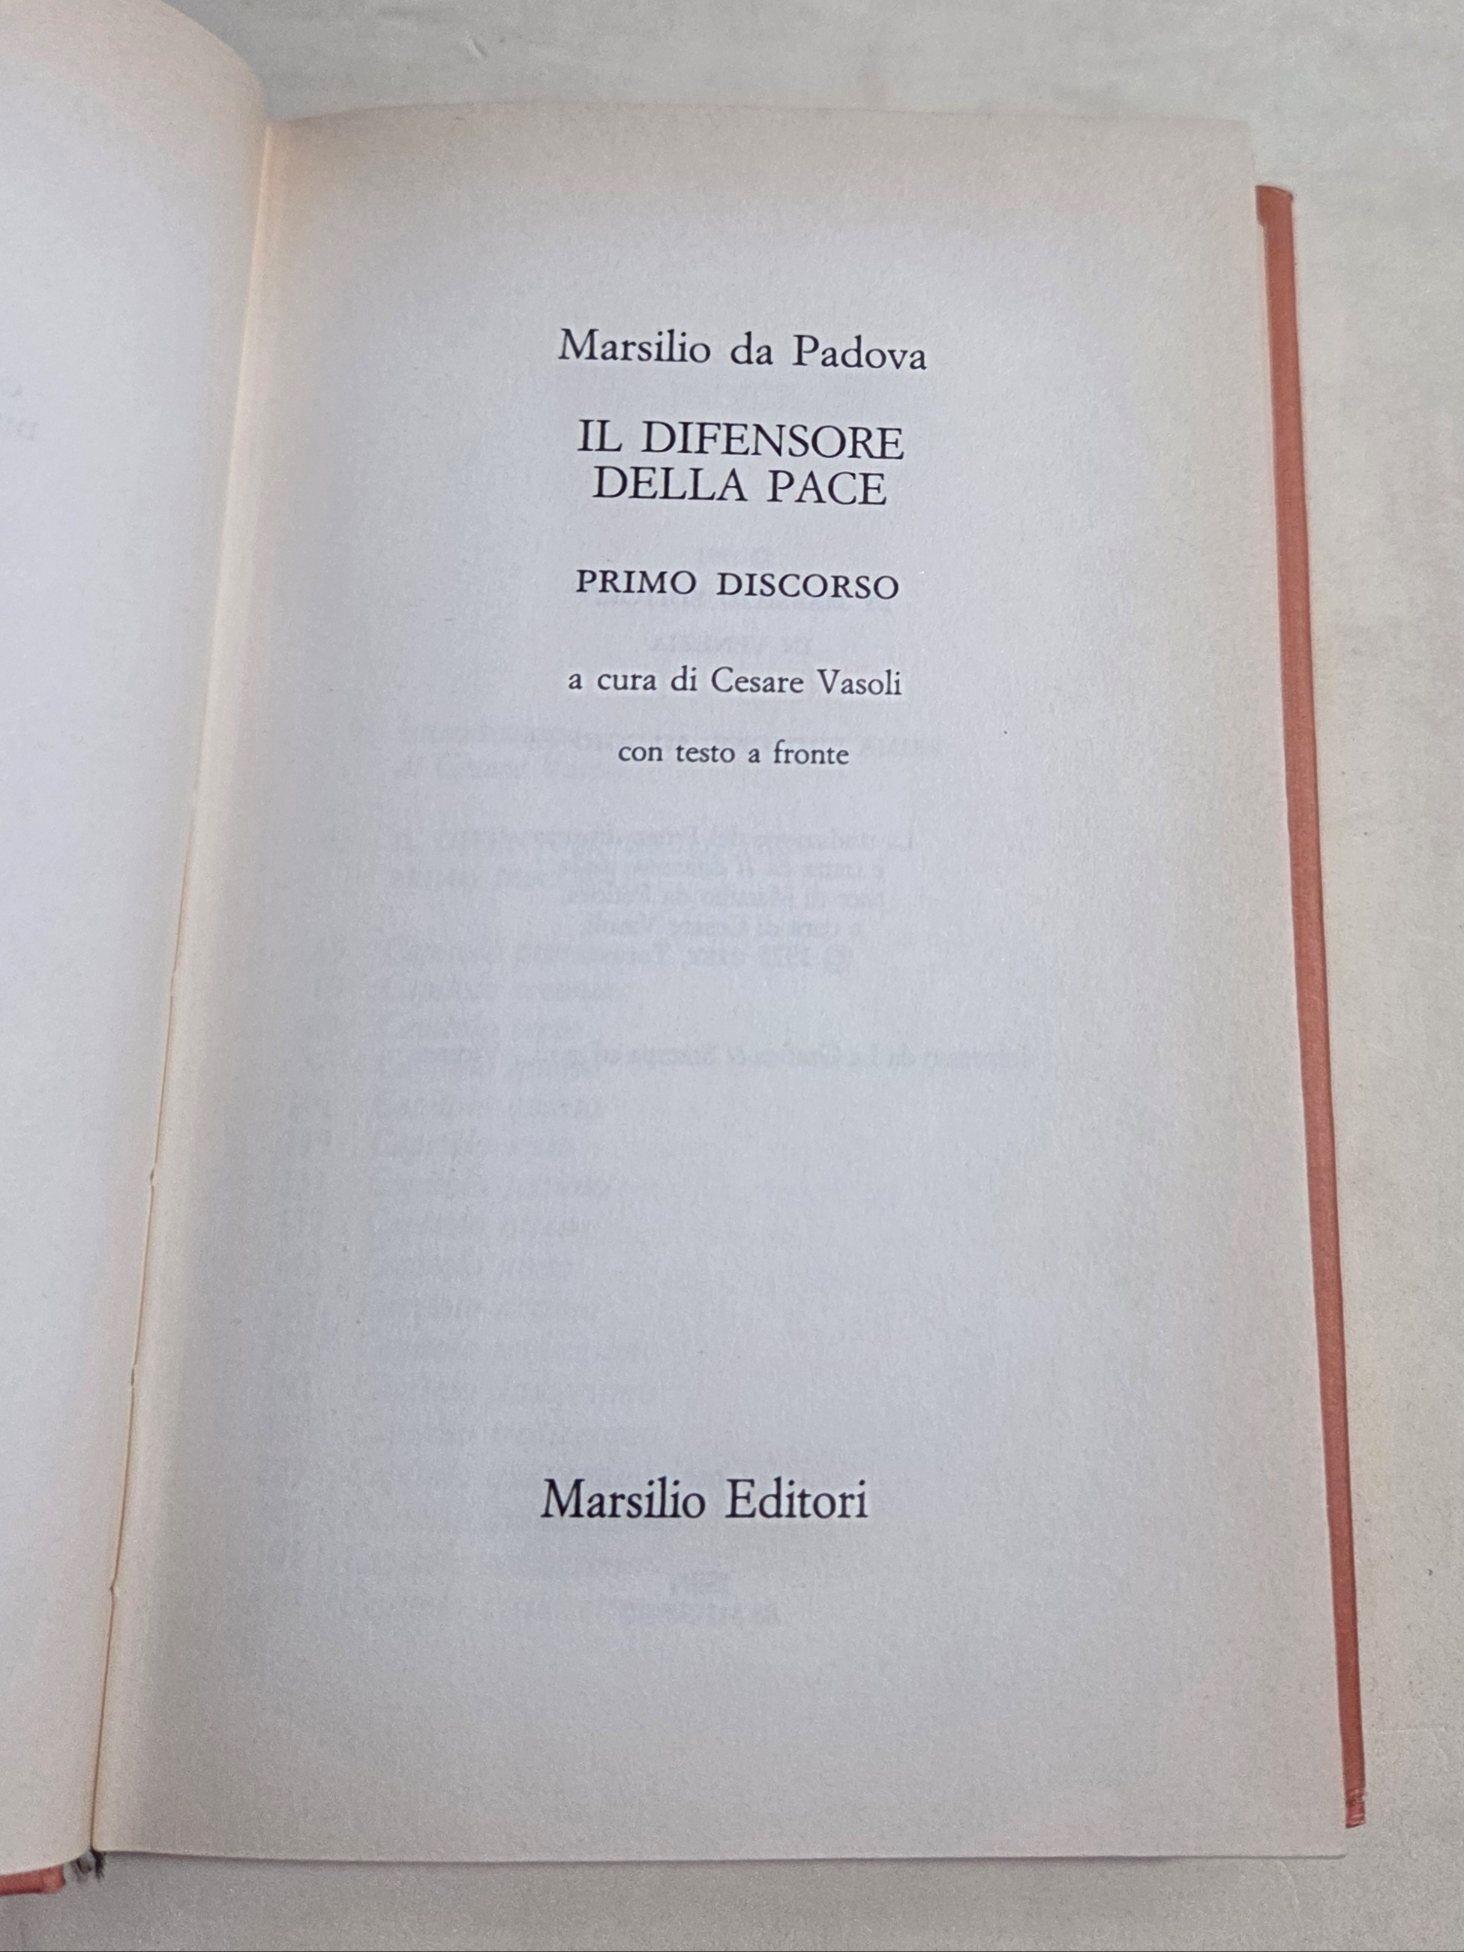 Marsilio da Padova
IL DIFENSORE
DELLA PACE
PRIMO DISCORSO
a cura di Cesare Vasoli
con testo a fronte
Marsilio Editori